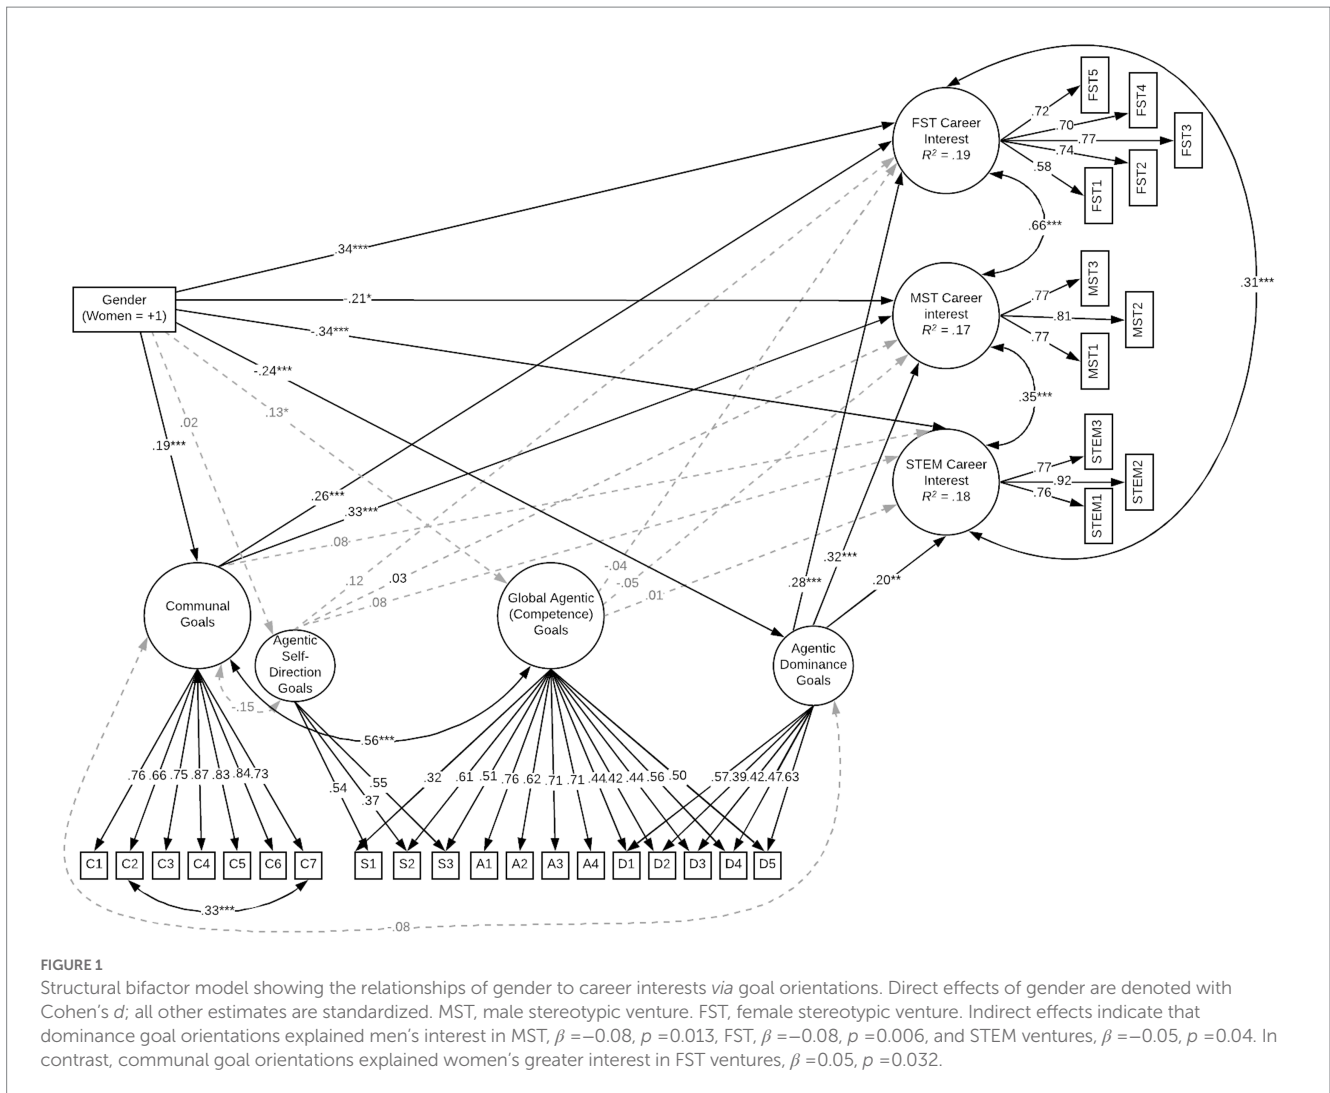 FST Career
Interest
R² = .19
.72
.70
.77
.74
.58
FST5
FST4
FST3
FST2
FST1
.66***
.31***
.34***
Gender
(Women = +1)
-.21*
-.34***
-.24***
.13*
.02
.19***
MST Career
interest
R² = .17
.77
.81
.77
MST3
MST2
MST1
.35***
STEM Career
Interest
R² = .18
.77
.92
.76
STEM3
STEM2
STEM1
.26***
.33***
.08
.12
.03
.08
-.04
-.05
.01
.28***
.32***
.20**
Communal
Goals
Agentic
Self-
Direction
Goals
Global Agentic
(Competence)
Goals
Agentic
Dominance
Goals
-.15
.56***
.76 .66 .75 .87 .83 .84 .73
.54
.37
.55
.32 .61 .51 .76 .62 .71 .71 .44 .42 .44 .56 .50
.57 .39 .42 .47 .63
C1 C2 C3 C4 C5 C6 C7 S1 S2 S3 A1 A2 A3 A4 D1 D2 D3 D4 D5
.33***
-.08
FIGURE 1
Structural bifactor model showing the relationships of gender to career interests via goal orientations. Direct effects of gender are denoted with
Cohen's d; all other estimates are standardized. MST, male stereotypic venture. FST, female stereotypic venture. Indirect effects indicate that
dominance goal orientations explained men's interest in MST, β =−0.08, p =0.013, FST, β =−0.08, p =0.006, and STEM ventures, β =−0.05, p =0.04. In
contrast, communal goal orientations explained women's greater interest in FST ventures, β =0.05, p =0.032.